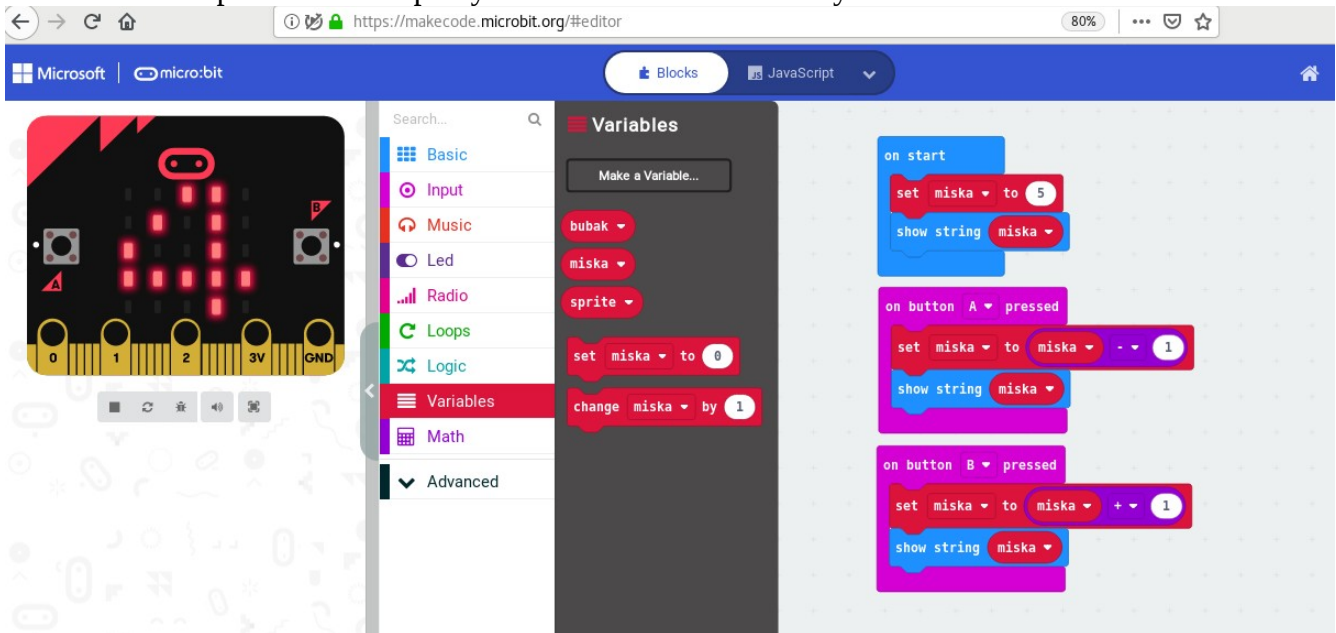 https://makecode.microbit.org/#editor
80%
Microsoft
micro:bit
Blocks
JS JavaScript
Search...
Basic
Input
Music
Led
Radio
Loops
Logic
Variables
Math
Advanced
Variables
Make a Variable...
bubak
miska
sprite
set miska to 0
change miska by 1
A
B
0 1 2 3V GND
on start
set miska to 5
show string miska
on button A pressed
set miska to miska - 1
show string miska
on button B pressed
set miska to miska + 1
show string miska